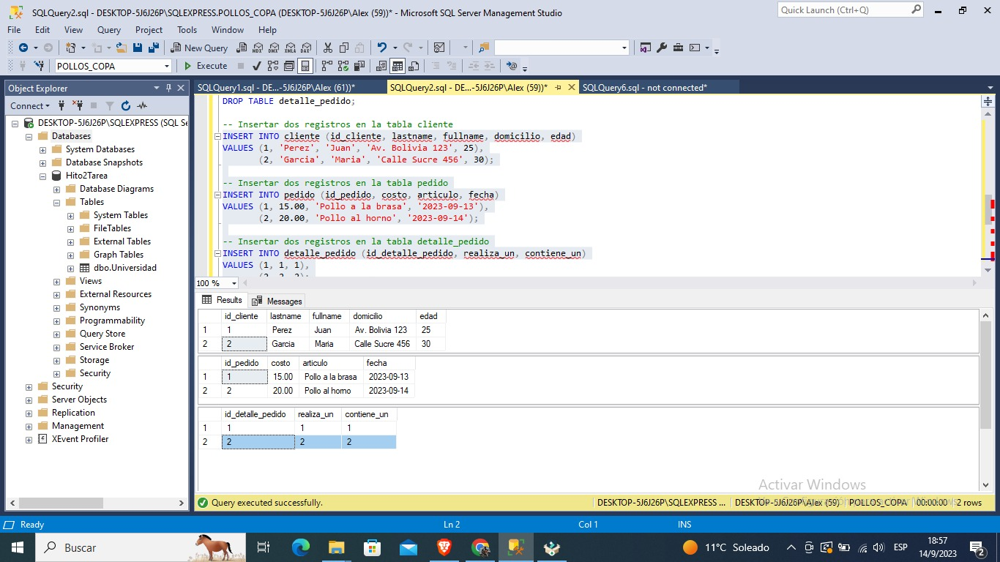 SQLQuery2.sql - DESKTOP-5J6J26P\SQLEXPRESS.POLLOS_COPA (DESKTOP-5J6J26P\Alex (59))* - Microsoft SQL Server Management Studio
Quick Launch (Ctrl+Q)
File Edit View Query Project Tools Window Help
New Query MDX DMX XMLA DAX
POLLOS_COPA Execute
Object Explorer
SQLQuery1.sql - DE...-5J6J26P\Alex (61))* SQLQuery2.sql - DE...-5J6J26P\Alex (59))* SQLQuery6.sql - not connected*
Connect
DESKTOP-5J6J26P\SQLEXPRESS (SQL Se
Databases
System Databases
Database Snapshots
Hito2Tarea
Database Diagrams
Tables
System Tables
FileTables
External Tables
Graph Tables
dbo.Universidad
Views
External Resources
Synonyms
Programmability
Query Store
Service Broker
Storage
Security
Security
Server Objects
Replication
Management
XEvent Profiler
DROP TABLE detalle_pedido;
-- Insertar dos registros en la tabla cliente
INSERT INTO cliente (id_cliente, lastname, fullname, domicilio, edad)
VALUES (1, 'Perez', 'Juan', 'Av. Bolivia 123', 25),
(2, 'Garcia', 'Maria', 'Calle Sucre 456', 30);
-- Insertar dos registros en la tabla pedido
INSERT INTO pedido (id_pedido, costo, articulo, fecha)
VALUES (1, 15.00, 'Pollo a la brasa', '2023-09-13'),
(2, 20.00, 'Pollo al horno', '2023-09-14');
-- Insertar dos registros en la tabla detalle_pedido
INSERT INTO detalle_pedido (id_detalle_pedido, realiza_un, contiene_un)
VALUES (1, 1, 1),
(2, 2, 2);
100 %
Results Messages
id_cliente lastname fullname domicilio edad
1 1 Perez Juan Av. Bolivia 123 25
2 2 Garcia Maria Calle Sucre 456 30
id_pedido costo articulo fecha
1 1 15.00 Pollo a la brasa 2023-09-13
2 2 20.00 Pollo al horno 2023-09-14
id_detalle_pedido realiza_un contiene_un
1 1 1 1
2 2 2 2
Activar Windows
Query executed successfully. DESKTOP-5J6J26P\SQLEXPRESS ... DESKTOP-5J6J26P\Alex (59) POLLOS_COPA 00:00:00 2 rows
Ready Ln 2 Col 1 INS
Buscar 11°C Soleado ESP 18:57
14/9/2023 2